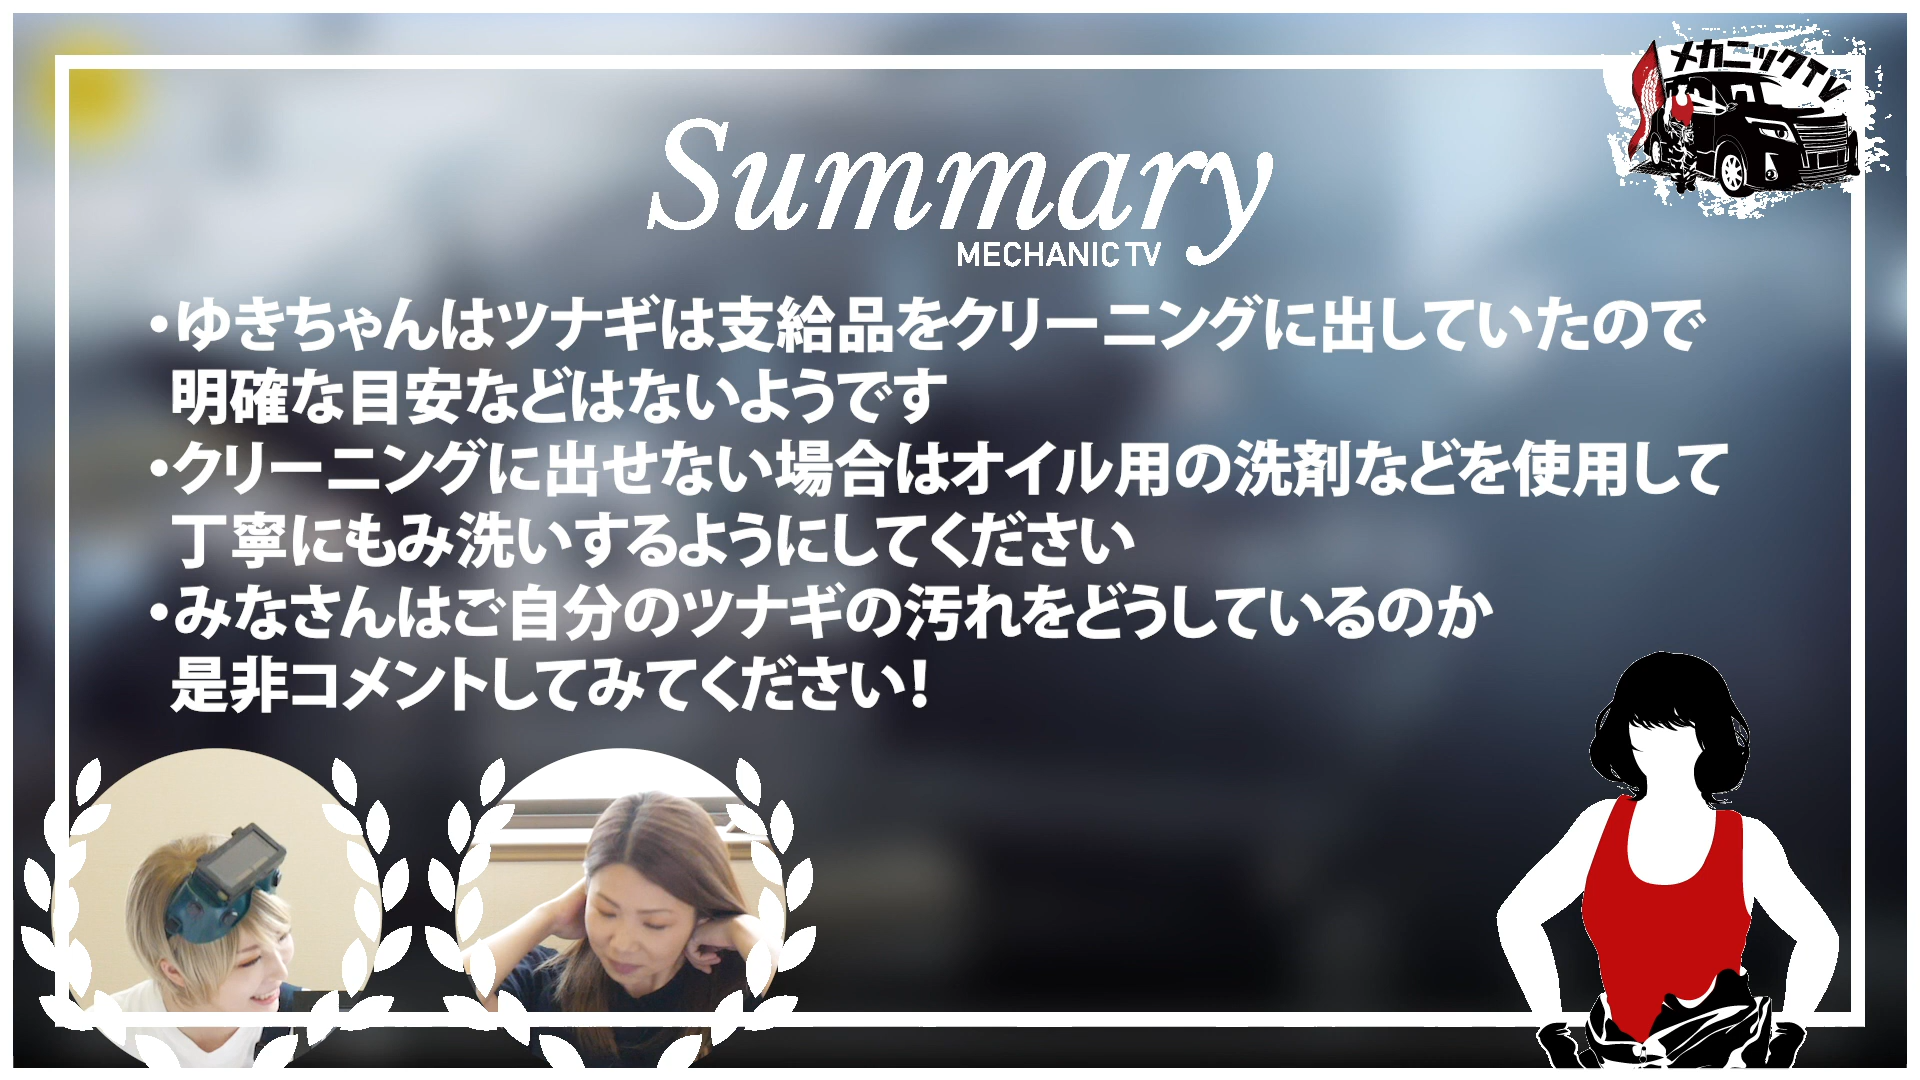 メカニックTV
Summary
MECHANIC TV
・ゆきちゃんはツナギは支給品をクリーニングに出していたので
明確な目安などはないようです
・クリーニングに出せない場合はオイル用の洗剤などを使用して
丁寧にもみ洗いするようにしてください
・みなさんはご自分のツナギの汚れをどうしているのか
是非コメントしてみてください!